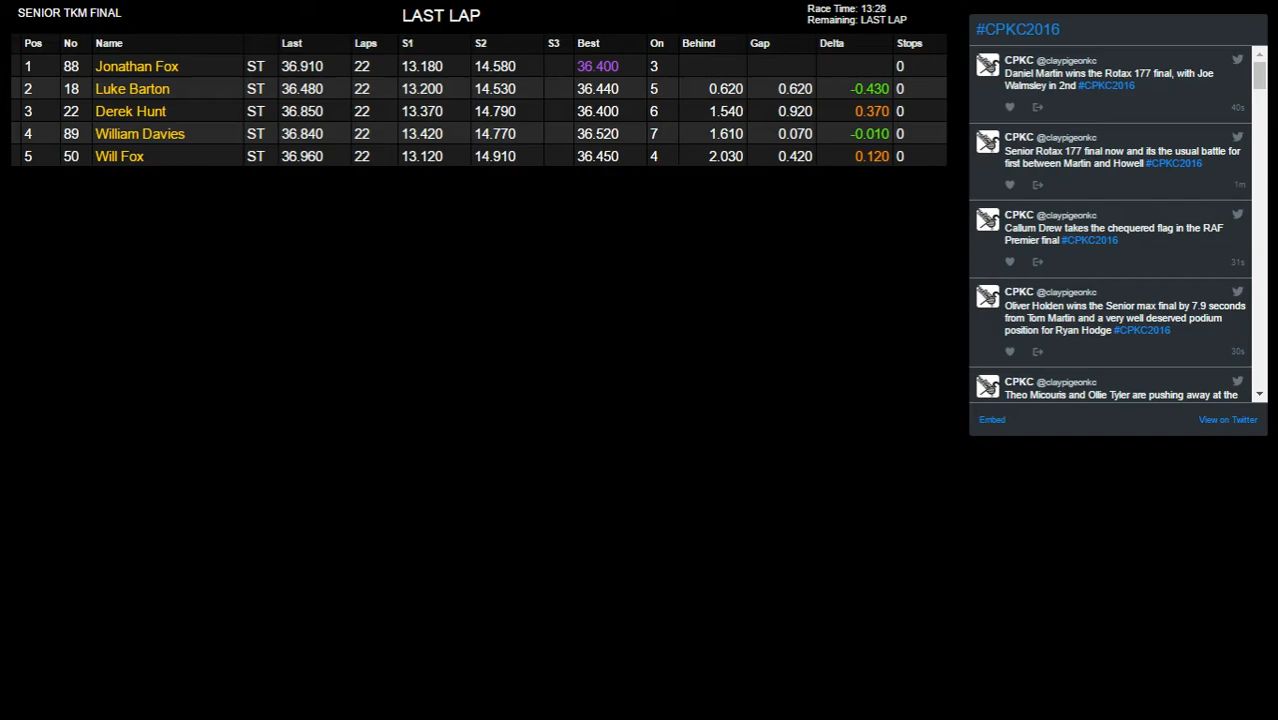 SENIOR TKM FINAL
LAST LAP
Race Time: 13:28
Remaining: LAST LAP
Pos No Name Last Laps S1 S2 S3 Best On Behind Gap Delta Stops
1 88 Jonathan Fox ST 36.910 22 13.180 14.580 36.400 3 0
2 18 Luke Barton ST 36.480 22 13.200 14.530 36.440 5 0.620 0.620 -0.430 0
3 22 Derek Hunt ST 36.850 22 13.370 14.790 36.400 6 1.540 0.920 0.370 0
4 89 William Davies ST 36.840 22 13.420 14.770 36.520 7 1.610 0.070 -0.010 0
5 50 Will Fox ST 36.960 22 13.120 14.910 36.450 4 2.030 0.420 0.120 0
#CPKC2016
CPKC @claypigeonkc
Daniel Martin wins the Rotax 177 final, with Joe
Walmsley in 2nd #CPKC2016
40s
CPKC @claypigeonkc
Senior Rotax 177 final now and its the usual battle for
first between Martin and Howell #CPKC2016
1m
CPKC @claypigeonkc
Callum Drew takes the chequered flag in the RAF
Premier final #CPKC2016
31s
CPKC @claypigeonkc
Oliver Holden wins the Senior max final by 7.9 seconds
from Tom Martin and a very well deserved podium
position for Ryan Hodge #CPKC2016
30s
CPKC @claypigeonkc
Theo Micouris and Ollie Tyler are pushing away at the
Embed
View on Twitter